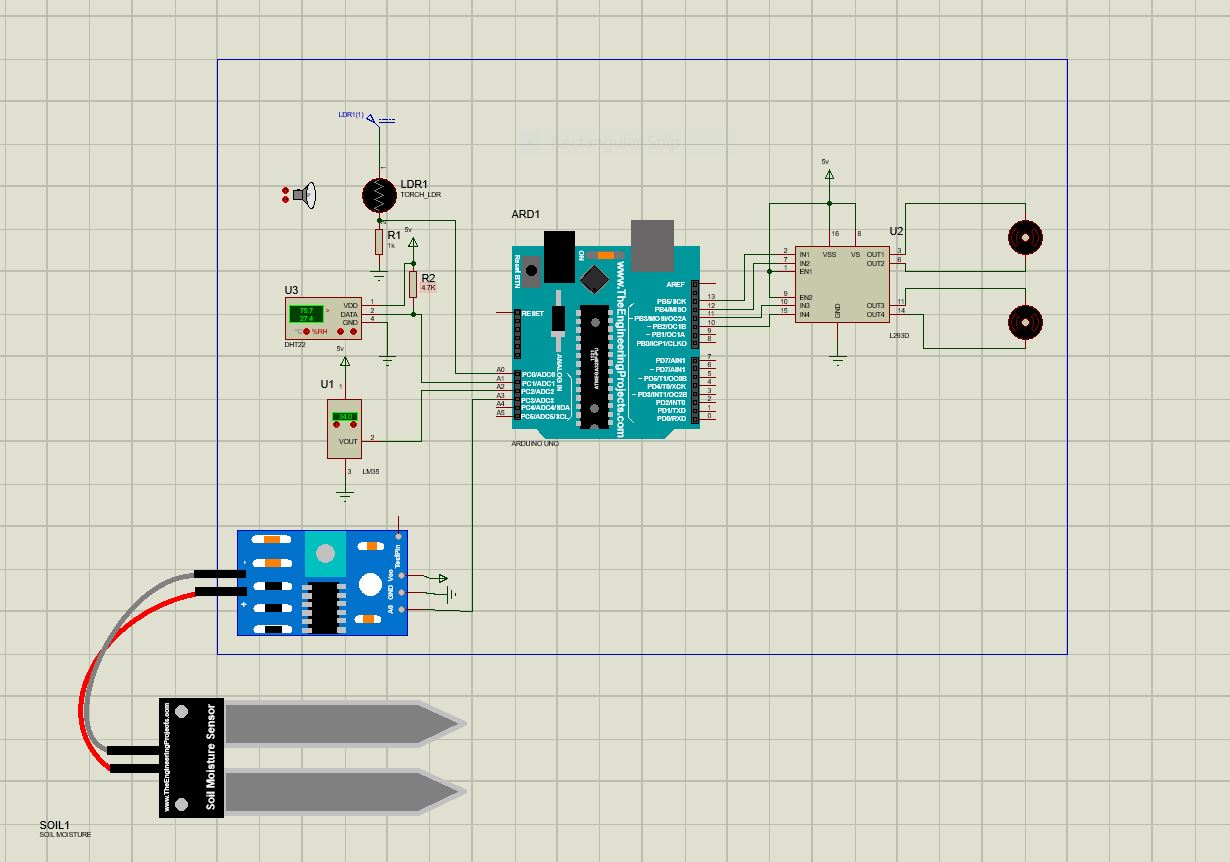 Rectangular Snip
LDR1(1)
LDR1
TORCH_LDR
R1
1k
5v
R2
4.7K
U3
75.7
27.4
>
°C %RH
VDD
DATA
GND
1
2
4
DHT22
5v
U1
1
34.0
VOUT
2
3
LM35
ARD1
Reset BTN
ON
www.TheEngineeringProjects.com
RESET
ANALOG IN
ATMEGA328P-PU
1121
A0
A1
A2
A3
A4
A5
PC0/ADC0
PC1/ADC1
PC2/ADC2
PC3/ADC3
PC4/ADC4/SDA
PC5/ADC5/SCL
AREF
PB5/SCK
PB4/MISO
~ PB3/MOSI/OC2A
~ PB2/OC1B
~ PB1/OC1A
PB0/ICP1/CLKO
PD7/AIN1
~ PD7/AIN1
~ PD5/T1/OC0B
PD4/T0/XCK
~ PD3/INT1/OC2B
PD2/INT0
PD1/TXD
PD0/RXD
13
12
11
10
9
8
7
6
5
4
3
2
1
0
ARDUINO UNO
5v
16
8
U2
2
7
1
9
10
15
IN1
IN2
EN1
EN2
IN3
IN4
VSS
VS
GND
OUT1
OUT2
OUT3
OUT4
3
6
11
14
L293D
-
+
TestPin
Vcc
GND
A0
www.TheEngineeringProjects.com
Soil Moisture Sensor
SOIL1
SOIL MOISTURE